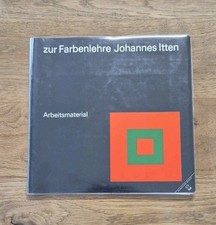 zur Farbenlehre Johannes Itten
Arbeitsmaterial